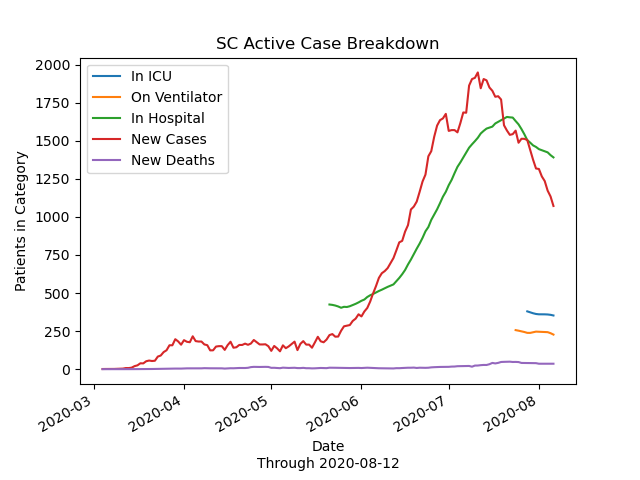 SC Active Case Breakdown
In ICU
On Ventilator
In Hospital
New Cases
New Deaths
Patients in Category
2000
1750
1500
1250
1000
750
500
250
0
2020-03
2020-04
2020-05
2020-06
2020-07
2020-08
Date
Through 2020-08-12